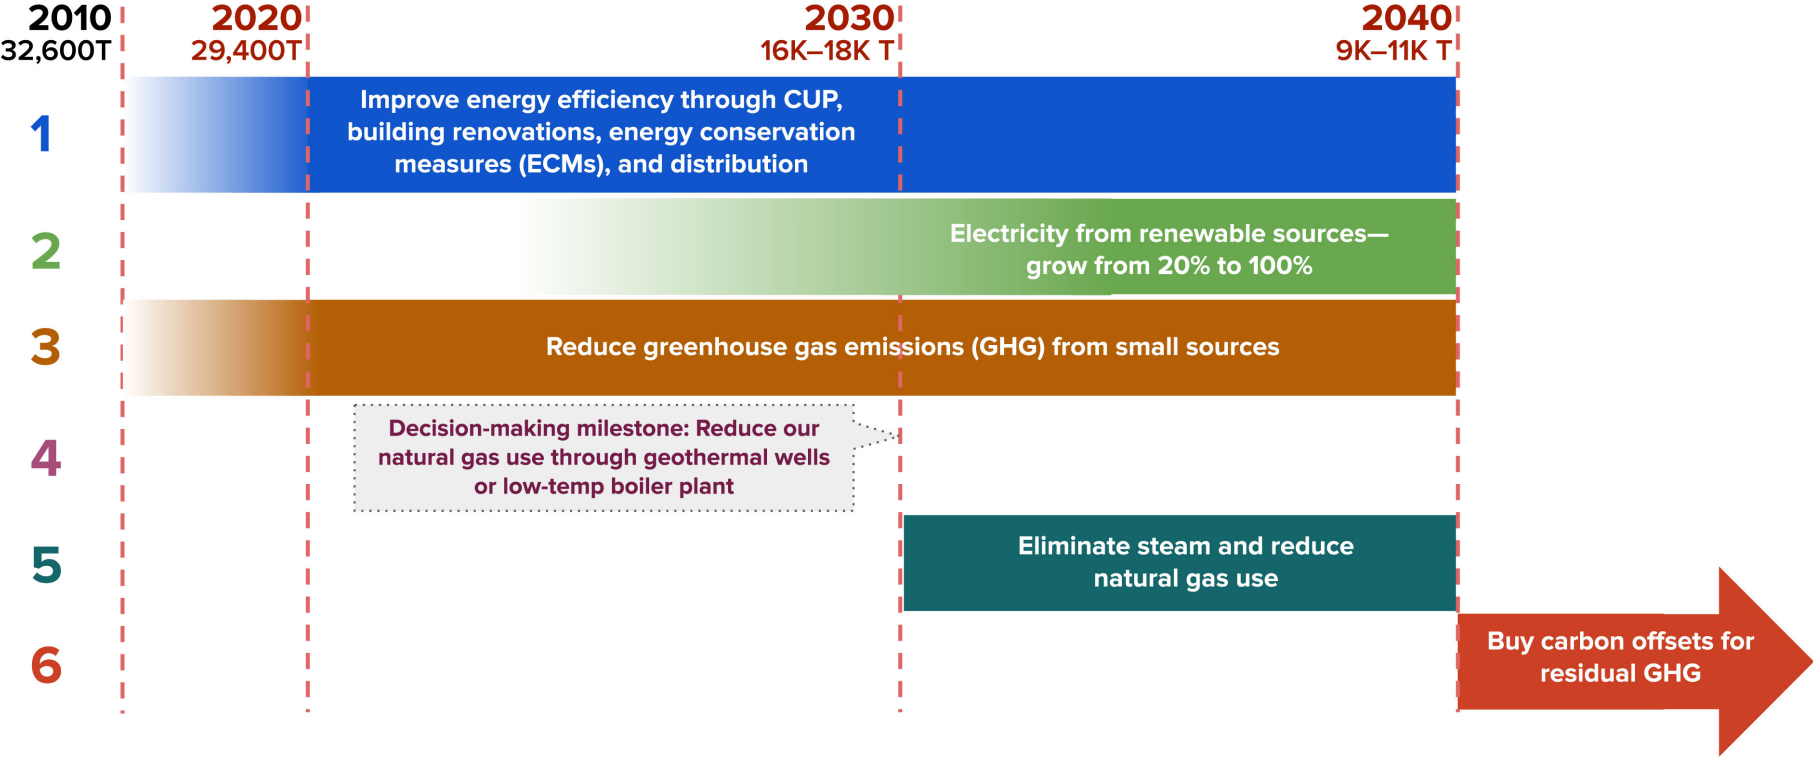 2010
32,600T
2020
29,400T
2030
16K–18K T
2040
9K–11K T
1
Improve energy efficiency through CUP,
building renovations, energy conservation
measures (ECMs), and distribution
2
Electricity from renewable sources—
grow from 20% to 100%
3
Reduce greenhouse gas emissions (GHG) from small sources
4
Decision-making milestone: Reduce our
natural gas use through geothermal wells
or low-temp boiler plant
5
Eliminate steam and reduce
natural gas use
6
Buy carbon offsets for
residual GHG